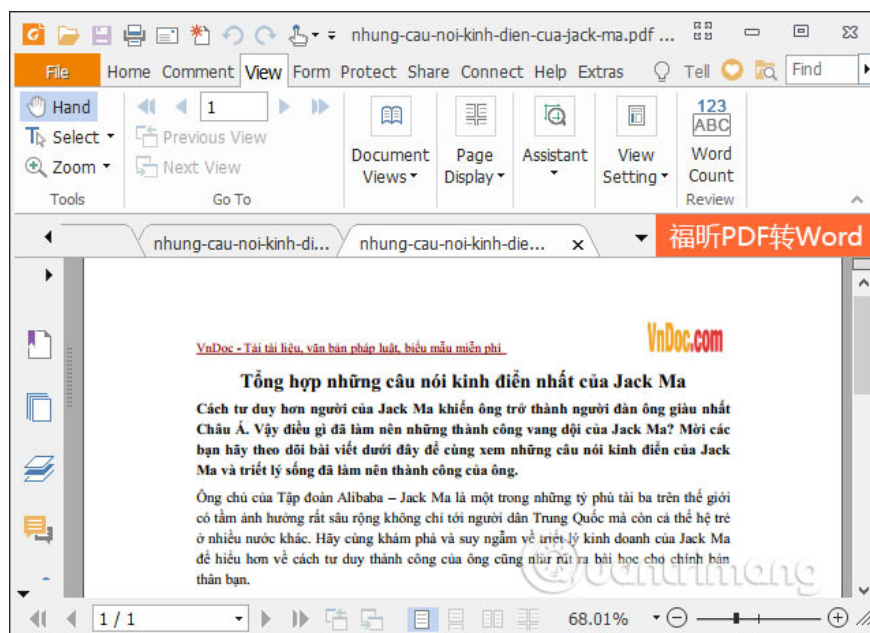 nhung-cau-noi-kinh-dien-cua-jack-ma.pdf ...
File Home Comment View Form Protect Share Connect Help Extras Tell Find
Hand 1
Select Previous View
Zoom Next View
Document Views Page Display Assistant View Setting 123 ABC Word Count
Tools Go To Review
nhung-cau-noi-kinh-di... nhung-cau-noi-kinh-die... x 福昕PDF转Word
VnDoc - Tải tài liệu, văn bản pháp luật, biểu mẫu miễn phí VnDoc.com
Tổng hợp những câu nói kinh điển nhất của Jack Ma
Cách tư duy hơn người của Jack Ma khiến ông trở thành người đàn ông giàu nhất
Châu Á. Vậy điều gì đã làm nên những thành công vang dội của Jack Ma? Mời các
bạn hãy theo dõi bài viết dưới đây để cùng xem những câu nói kinh điển của Jack
Ma và triết lý sống đã làm nên thành công của ông.
Ông chủ của Tập đoàn Alibaba – Jack Ma là một trong những tỷ phú tài ba trên thế giới
có tầm ảnh hưởng rất sâu rộng không chỉ tới người dân Trung Quốc mà còn cả thế hệ trẻ
ở nhiều nước khác. Hãy cùng khám phá và suy ngẫm về triết lý kinh doanh của Jack Ma
để hiểu hơn về cách tư duy thành công của ông cũng như rút ra bài học cho chính bản
thân bạn.
Quantrimang
1 / 1 68.01%